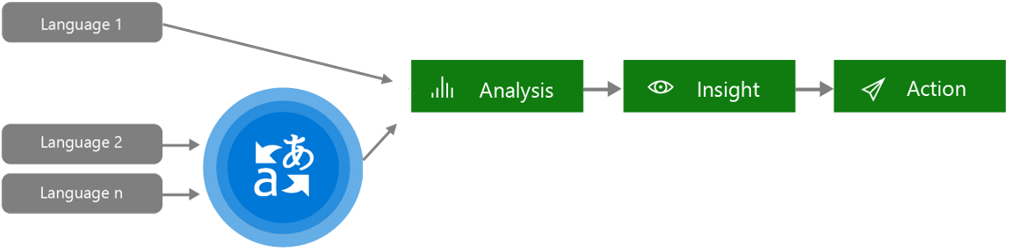 Language 1
Analysis
Insight
Action
Language 2
Language n
あ
a